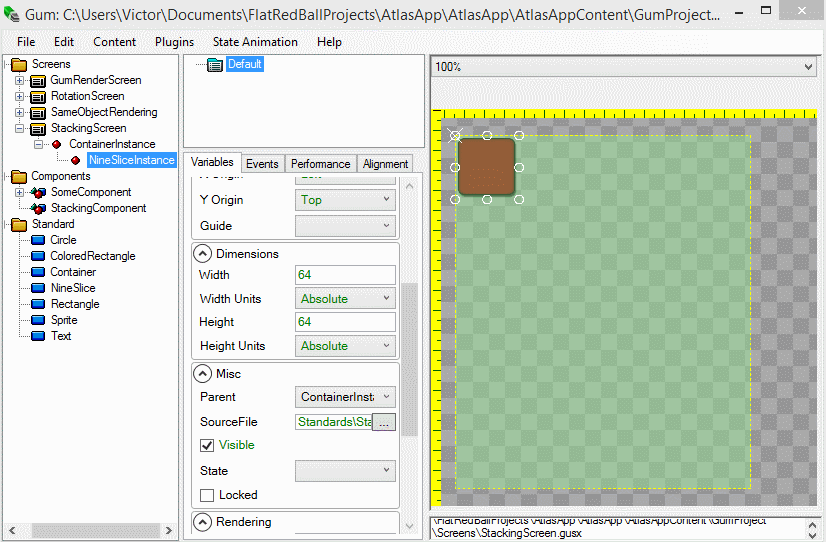 Gum: C:\Users\Victor\Documents\FlatRedBallProjects\AtlasApp\AtlasApp\AtlasAppContent\GumProject...
File Edit Content Plugins State Animation Help
Screens
GumRenderScreen
RotationScreen
SameObjectRendering
StackingScreen
ContainerInstance
NineSliceInstance
Components
SomeComponent
StackingComponent
Standard
Circle
ColoredRectangle
Container
NineSlice
Rectangle
Sprite
Text
Default
Variables Events Performance Alignment
X Origin Left
Y Origin Top
Guide
Dimensions
Width 64
Width Units Absolute
Height 64
Height Units Absolute
Misc
Parent ContainerInsta
SourceFile Standards\Sta ...
Visible
State
Locked
Rendering
100%
\FlatRedBallProjects\AtlasApp\AtlasApp\AtlasAppContent\GumProject
\Screens\StackingScreen.gusx